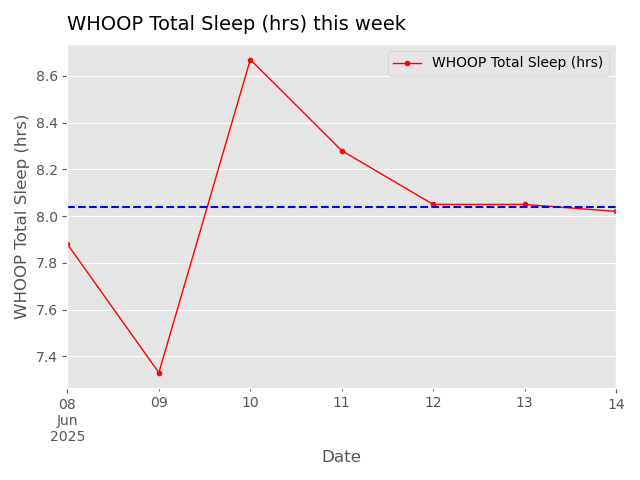 WHOOP Total Sleep (hrs) this week
WHOOP Total Sleep (hrs)
WHOOP Total Sleep (hrs)
8.6
8.4
8.2
8.0
7.8
7.6
7.4
08 09 10 11 12 13 14
Jun
2025
Date